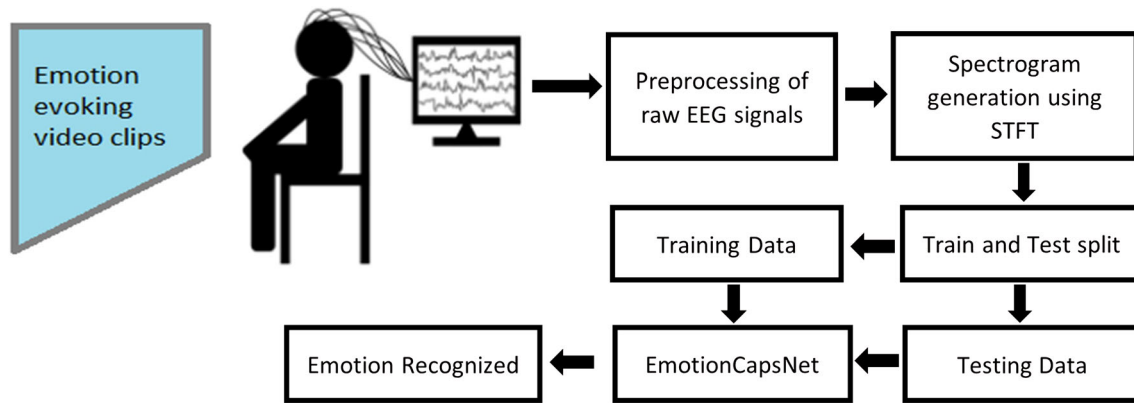 Emotion
evoking
video clips
Preprocessing of
raw EEG signals
Spectrogram
generation using
STFT
Training Data
Train and Test split
Emotion Recognized
EmotionCapsNet
Testing Data